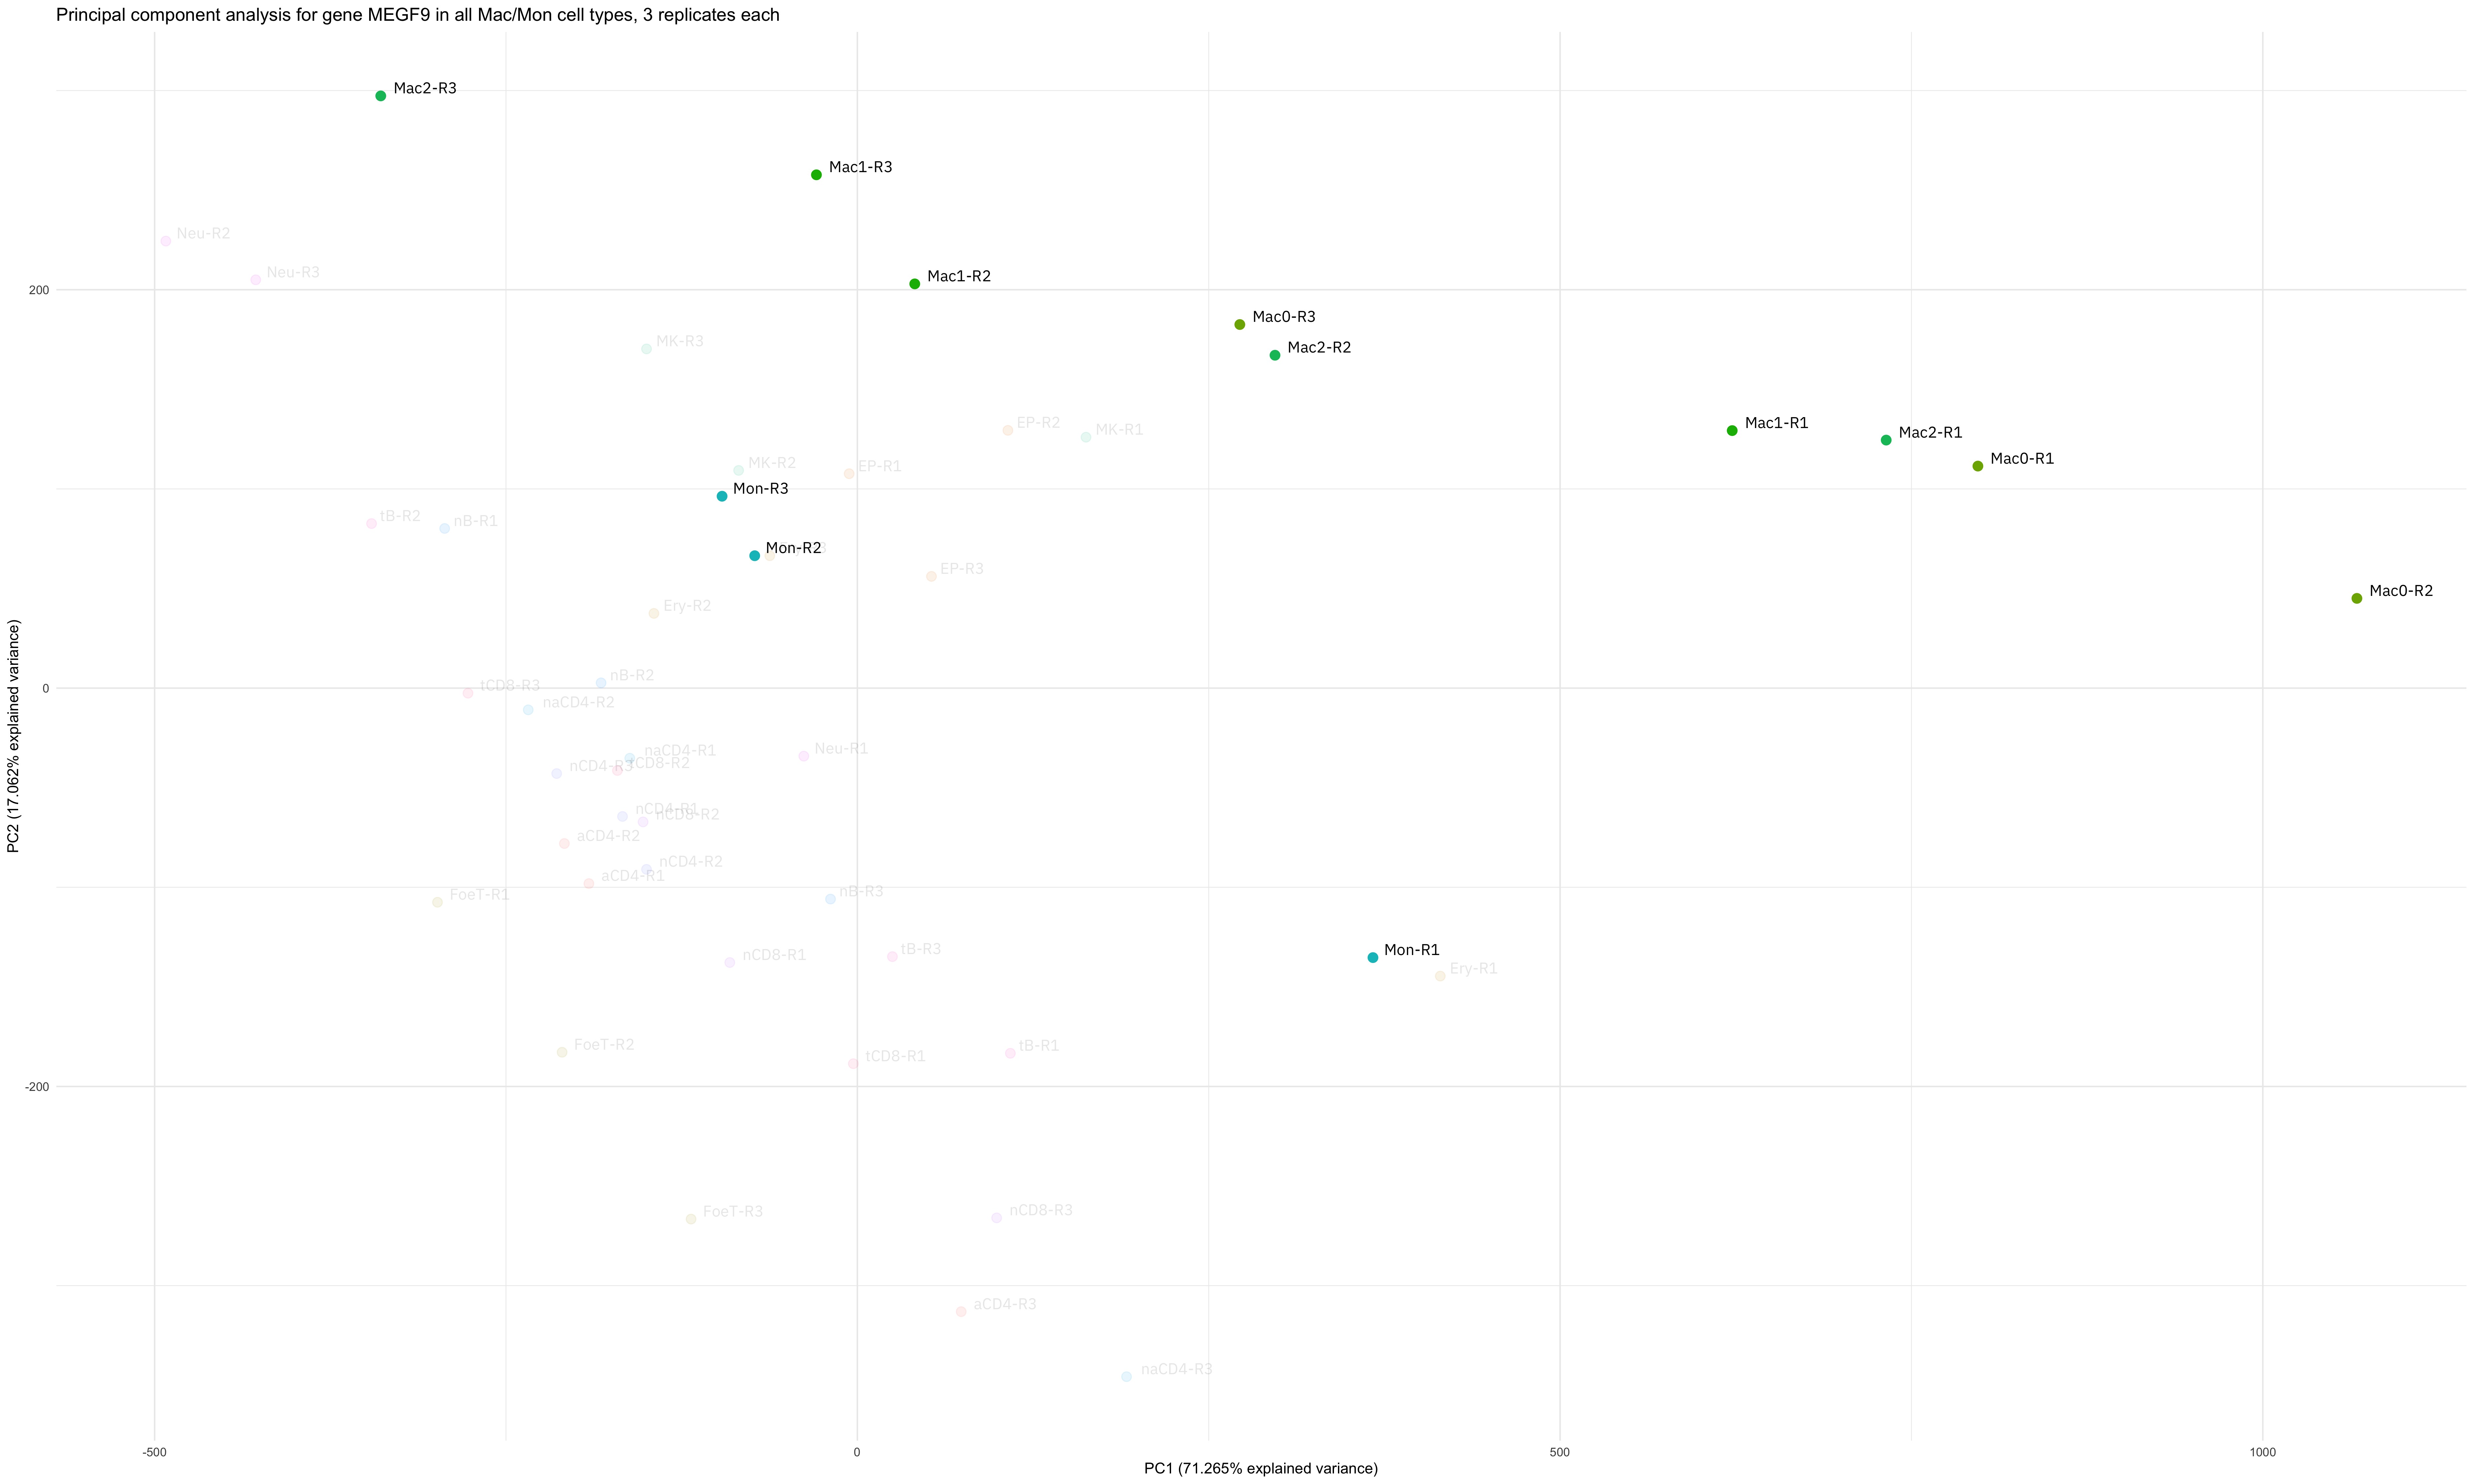 Principal component analysis for gene MEGF9 in all Mac/Mon cell types, 3 replicates each
Mac2-R3
Mac1-R3
Neu-R2
Neu-R3
Mac1-R2
200
Mac0-R3
MK-R3
Mac2-R2
EP-R2
MK-R1
Mac1-R1
Mac2-R1
MK-R2
EP-R1
Mac0-R1
Mon-R3
tB-R2
nB-R1
Mon-R2
EP-R3
Mac0-R2
Ery-R2
nB-R2
tCD8-R3
0
naCD4-R2
naCD4-R1
Neu-R1
nCD4-R3
tCD8-R2
nCD4-R1
nCD8-R2
aCD4-R2
nCD4-R2
aCD4-R1
FoeT-R1
nB-R3
nCD8-R1
tB-R3
Mon-R1
Ery-R1
FoeT-R2
tCD8-R1
tB-R1
-200
FoeT-R3
nCD8-R3
aCD4-R3
naCD4-R3
PC2 (17.062% explained variance)
-500
0
500
1000
PC1 (71.265% explained variance)